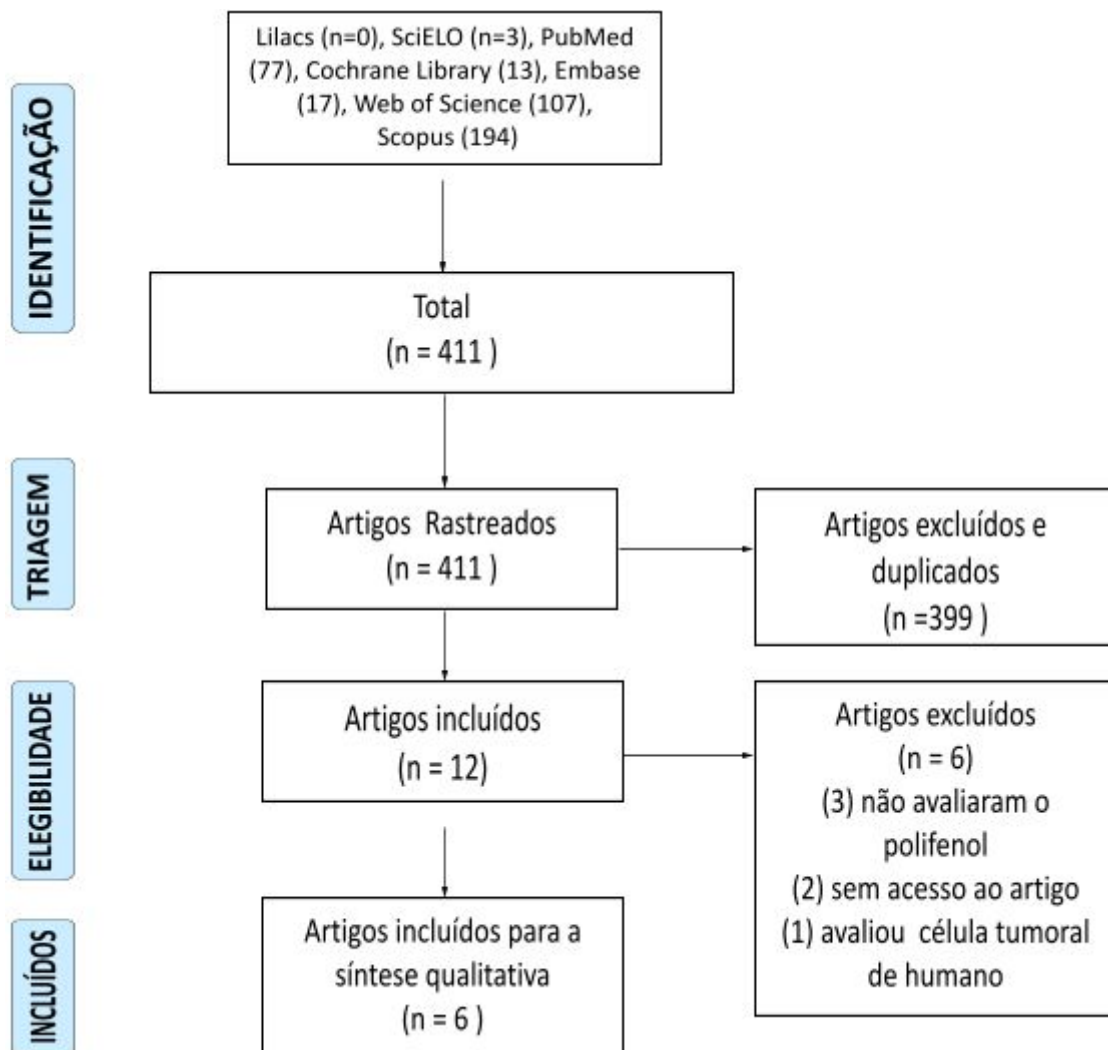 IDENTIFICAÇÃO
Lilacs (n=0), SciELO (n=3), PubMed
(77), Cochrane Library (13), Embase
(17), Web of Science (107),
Scopus (194)
Total
(n = 411 )
TRIAGEM
Artigos Rastreados
(n = 411 )
Artigos excluídos e
duplicados
(n =399 )
ELEGIBILIDADE
Artigos incluídos
(n = 12)
Artigos excluídos
(n = 6)
(3) não avaliaram o
polifenol
(2) sem acesso ao artigo
(1) avaliou célula tumoral
de humano
INCLUÍDOS
Artigos incluídos para a
síntese qualitativa
(n = 6 )